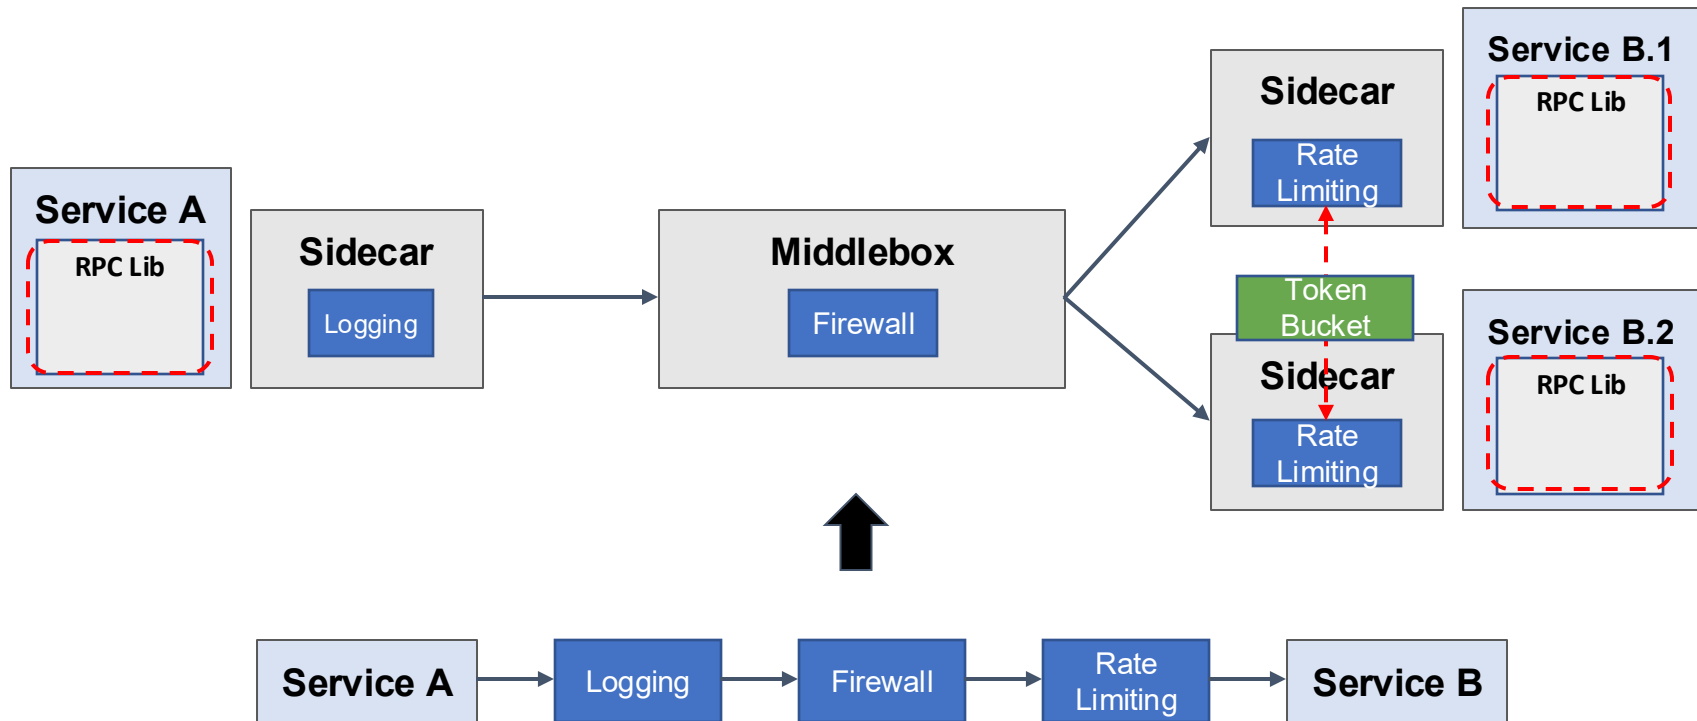 Service A
RPC Lib
Sidecar
Logging
Middlebox
Firewall
Sidecar
Rate
Limiting
Service B.1
RPC Lib
Token
Bucket
Sidecar
Rate
Limiting
Service B.2
RPC Lib
Service A
Logging
Firewall
Rate
Limiting
Service B